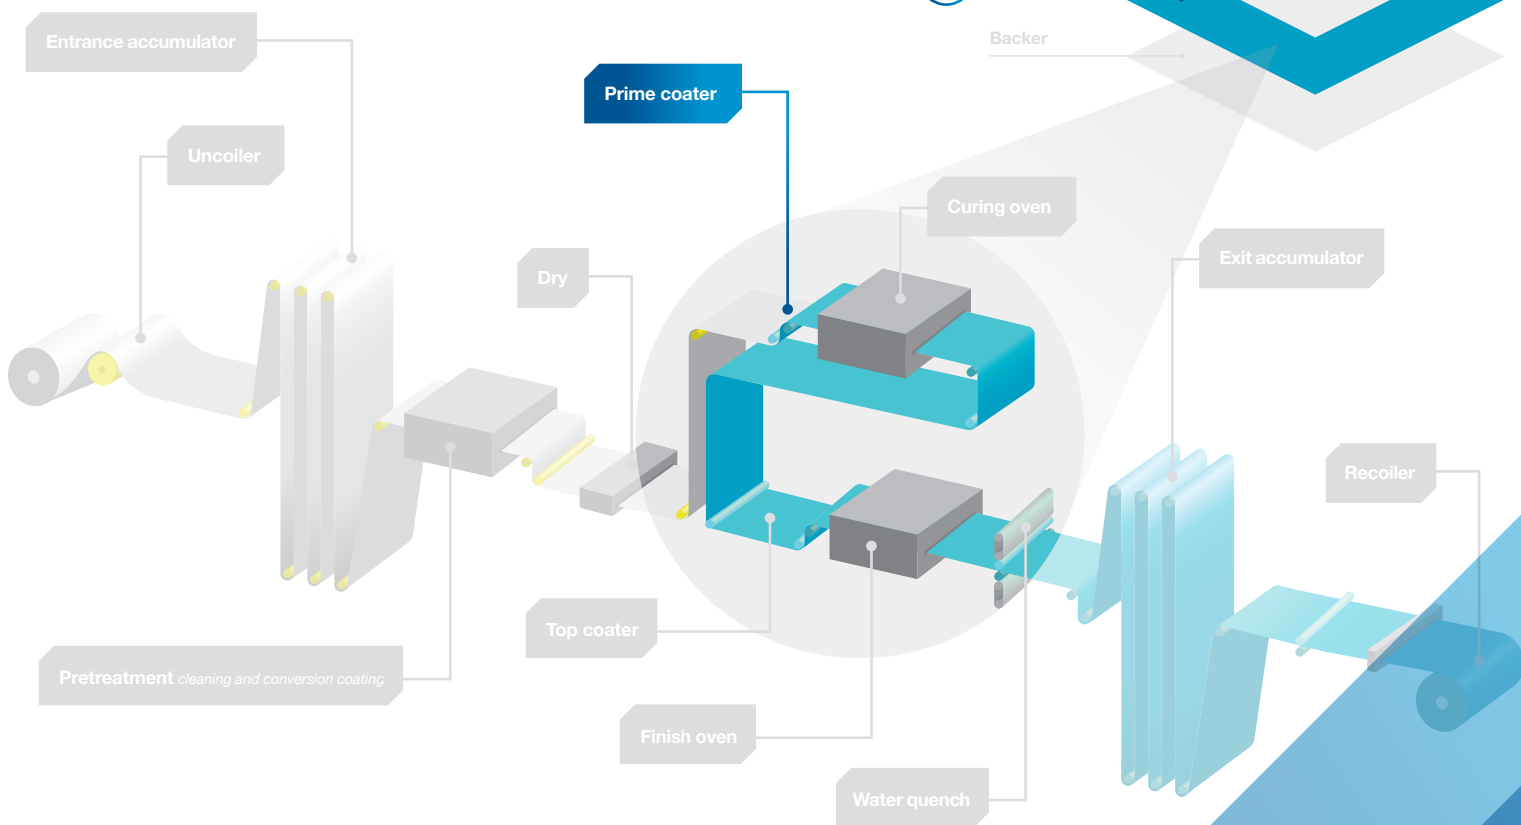 Entrance accumulator
Backer
Prime coater
Uncoiler
Curing oven
Exit accumulator
Dry
Recoiler
Top coater
Pretreatment cleaning and conversion coating
Finish oven
Water quench